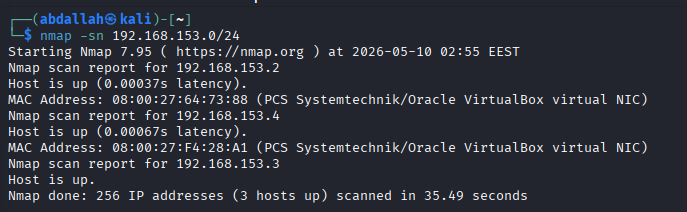 ┌──(abdallah㉿kali)-[~]
└─$ nmap -sn 192.168.153.0/24
Starting Nmap 7.95 ( https://nmap.org ) at 2026-05-10 02:55 EEST
Nmap scan report for 192.168.153.2
Host is up (0.00037s latency).
MAC Address: 08:00:27:64:73:88 (PCS Systemtechnik/Oracle VirtualBox virtual NIC)
Nmap scan report for 192.168.153.4
Host is up (0.00067s latency).
MAC Address: 08:00:27:F4:28:A1 (PCS Systemtechnik/Oracle VirtualBox virtual NIC)
Nmap scan report for 192.168.153.3
Host is up.
Nmap done: 256 IP addresses (3 hosts up) scanned in 35.49 seconds